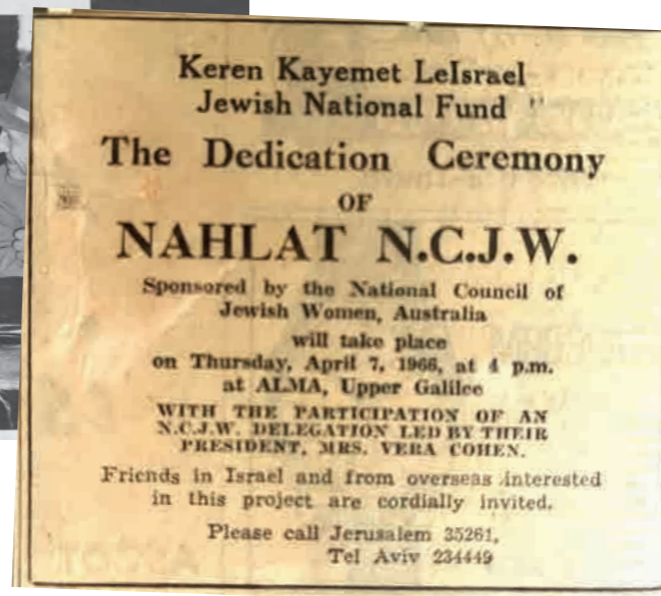 Keren Kayemet LeIsrael
Jewish National Fund
The Dedication Ceremony
OF
NAHLAT N.C.J.W.
Sponsored by the National Council of
Jewish Women, Australia
will take place
on Thursday, April 7, 1966, at 4 p.m.
at ALMA, Upper Galilee
WITH THE PARTICIPATION OF AN
N.C.J.W. DELEGATION LED BY THEIR
PRESIDENT, MRS. VERA COHEN.
Friends in Israel and from overseas interested
in this project are cordially invited.
Please call Jerusalem 35261,
Tel Aviv 234449